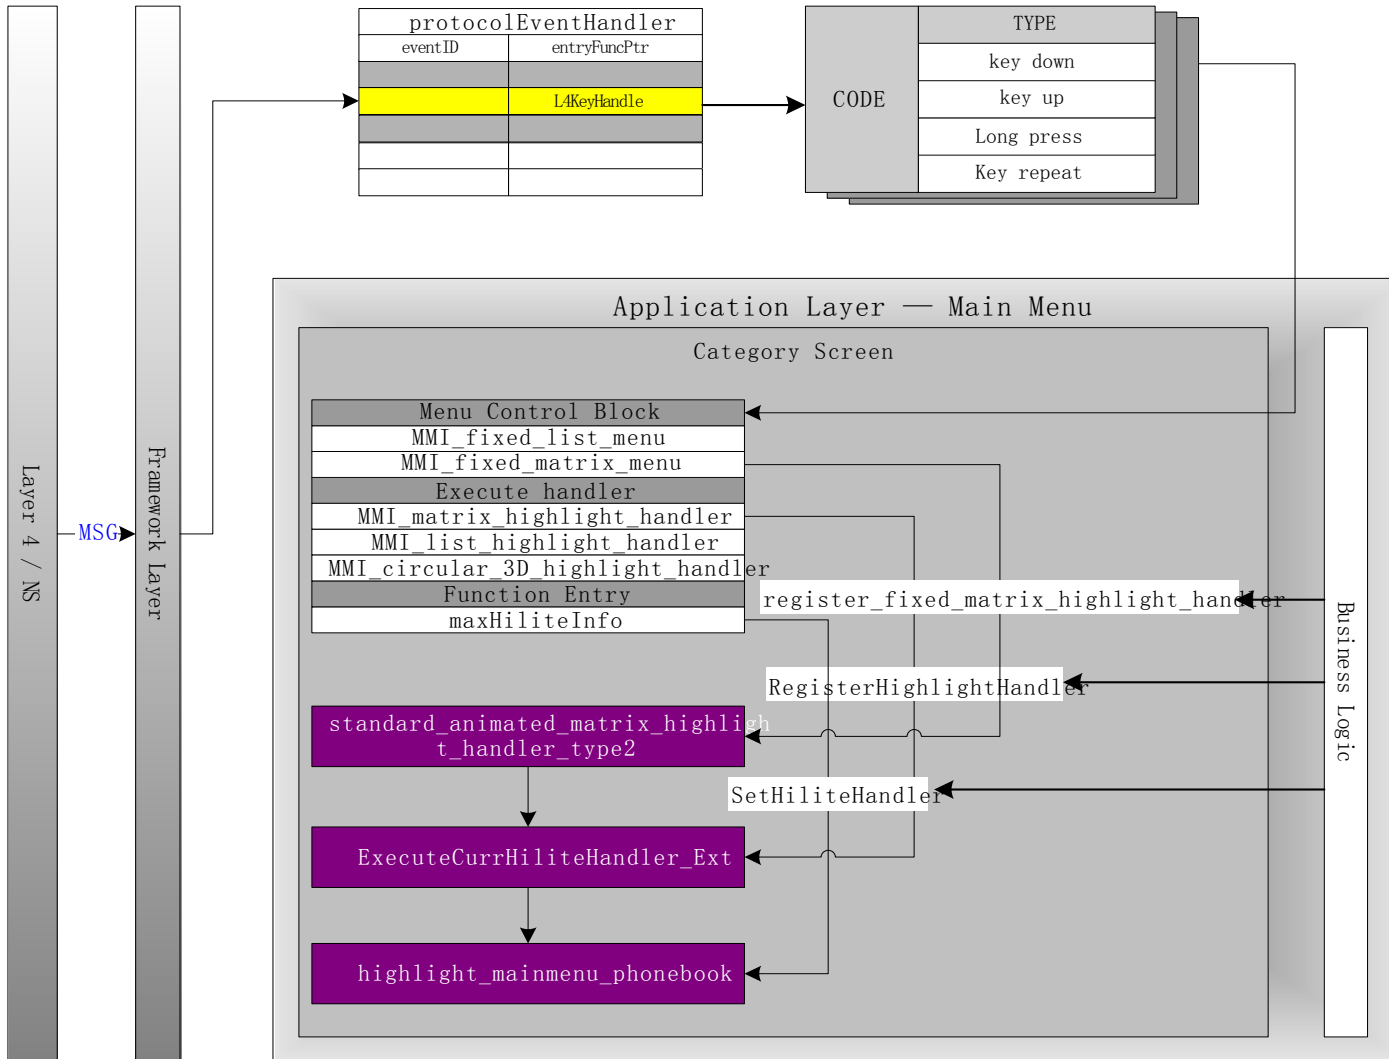 protocolEventHandler
eventID entryFuncPtr
L4KeyHandle
CODE
TYPE
key down
key up
Long press
Key repeat
Layer 4 / NS
MSG
Framework Layer
Application Layer — Main Menu
Category Screen
Menu Control Block
MMI_fixed_list_menu
MMI_fixed_matrix_menu
Execute handler
MMI_matrix_highlight_handler
MMI_list_highlight_handler
MMI_circular_3D_highlight_handler
Function Entry
maxHiliteInfo
register_fixed_matrix_highlight_handler
RegisterHighlightHandler
SetHiliteHandler
Business Logic
standard_animated_matrix_highligh
t_handler_type2
ExecuteCurrHiliteHandler_Ext
highlight_mainmenu_phonebook